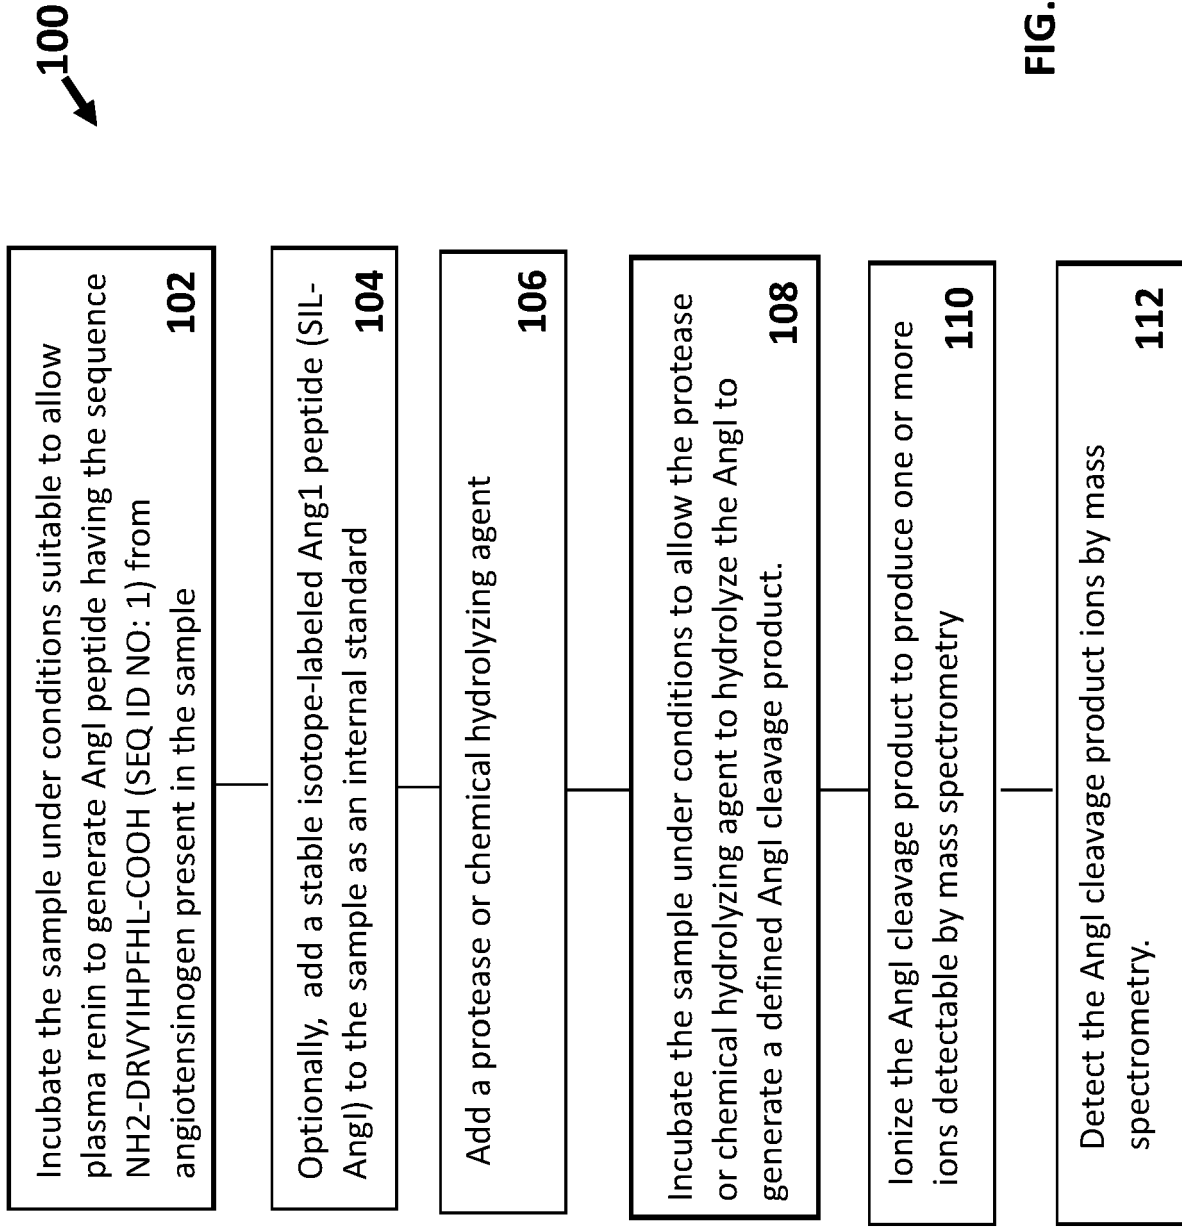 100
Incubate the sample under conditions suitable to allow
plasma renin to generate AngI peptide having the sequence
NH2-DRVYIHPFHL-COOH (SEQ ID NO: 1) from
angiotensinogen present in the sample
102
Optionally, add a stable isotope-labeled Ang1 peptide (SIL-
AngI) to the sample as an internal standard
104
Add a protease or chemical hydrolyzing agent
106
Incubate the sample under conditions to allow the protease
or chemical hydrolyzing agent to hydrolyze the AngI to
generate a defined AngI cleavage product.
108
Ionize the AngI cleavage product to produce one or more
ions detectable by mass spectrometry
110
Detect the AngI cleavage product ions by mass
spectrometry.
112
FIG.